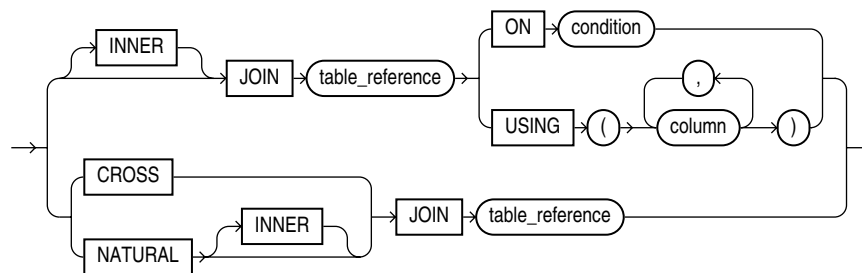 INNER
JOIN
table_reference
ON
condition
USING
(
,
column
)
CROSS
NATURAL
INNER
JOIN
table_reference